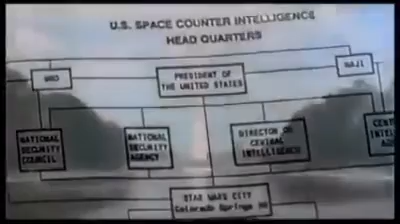 U.S. SPACE COUNTER INTELLIGENCE
HEAD QUARTERS
PRESIDENT OF
THE UNITED STATES
MAJI
NATIONAL
SECURITY
COUNCIL
NATIONAL
SECURITY
AGENCY
DIRECTOR OF
CENTRAL
INTELLIGENCE
STAR WARS CITY
Colorado Springs